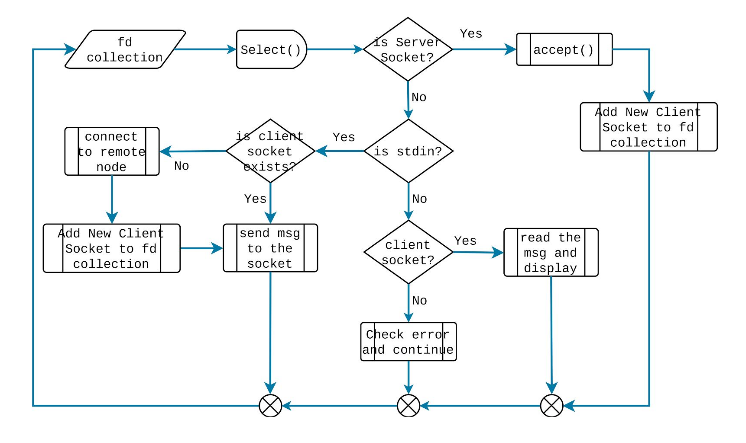 fd
collection
Select()
is Server
Socket?
Yes
accept()
No
Add New Client
Socket to fd
collection
connect
to remote
node
No
is client
socket
exists?
Yes
is stdin?
Yes
No
Add New Client
Socket to fd
collection
send msg
to the
socket
client
socket?
Yes
read the
msg and
display
No
Check error
and continue